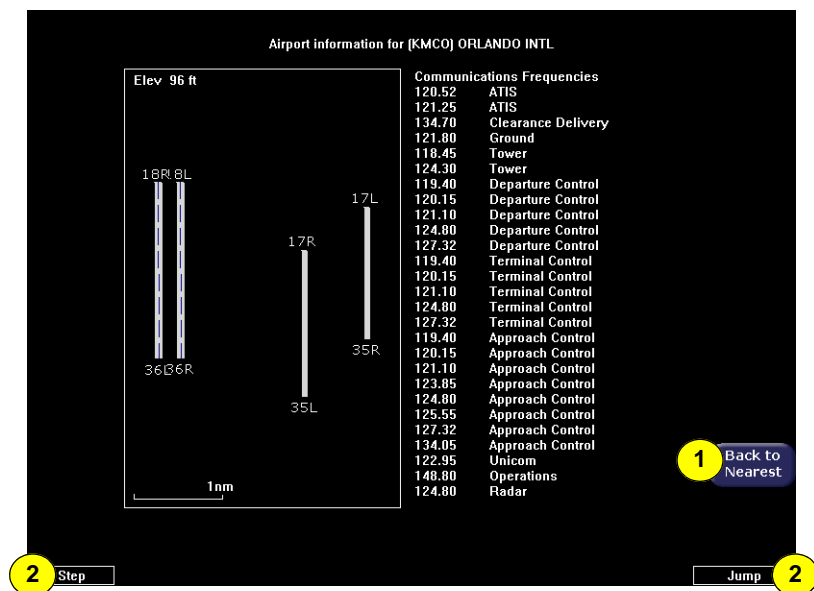 Airport information for (KMCO) ORLANDO INTL
Elev 96 ft
18R
8L
17L
17R
36L
36R
35R
35L
1nm
Communications Frequencies
120.52 ATIS
121.25 ATIS
134.70 Clearance Delivery
121.80 Ground
118.45 Tower
124.30 Tower
119.40 Departure Control
120.15 Departure Control
121.10 Departure Control
124.80 Departure Control
127.32 Departure Control
119.40 Terminal Control
120.15 Terminal Control
121.10 Terminal Control
124.80 Terminal Control
127.32 Terminal Control
119.40 Approach Control
120.15 Approach Control
121.10 Approach Control
123.85 Approach Control
124.80 Approach Control
125.55 Approach Control
127.32 Approach Control
134.05 Approach Control
122.95 Unicom
148.80 Operations
124.80 Radar
1
Back to
Nearest
2 Step
Jump 2